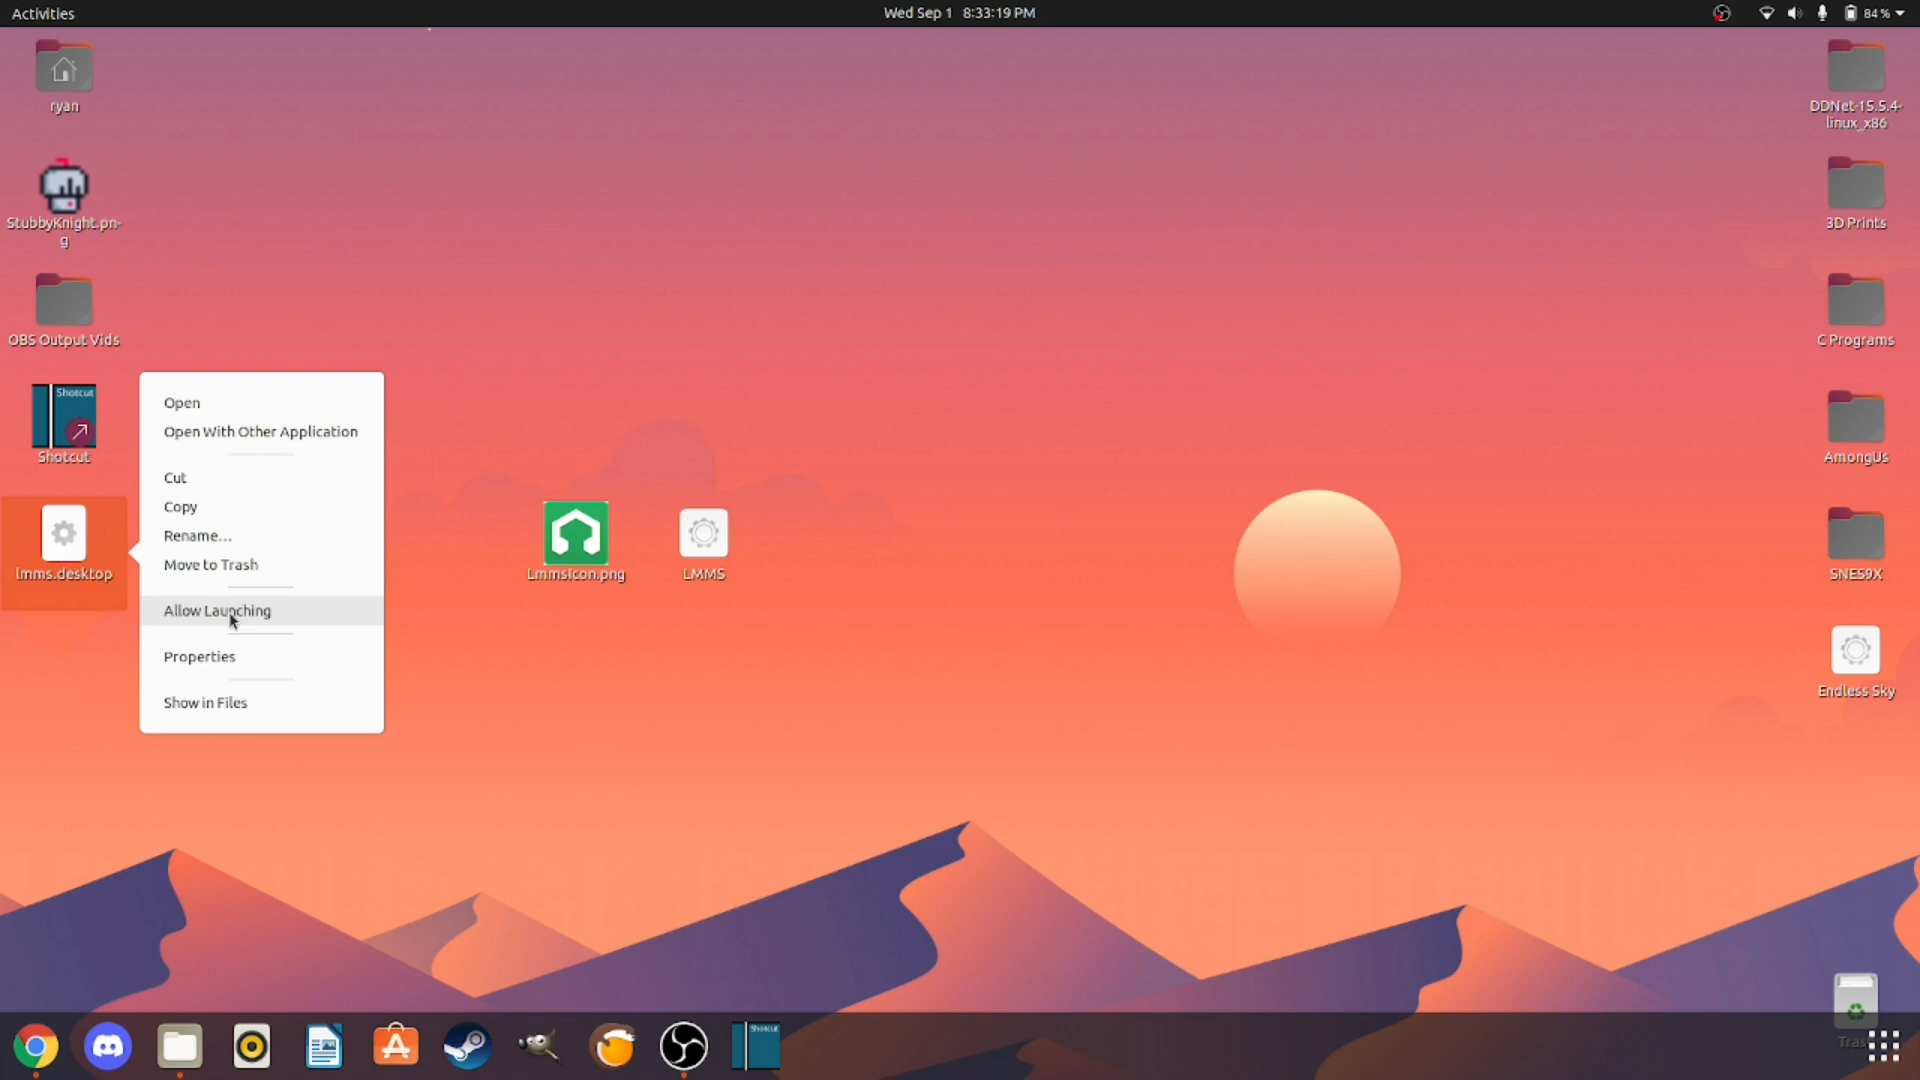 Activities
Wed Sep 1 8:33:19 PM
84 %
ryan
DDNet-15.5.4-
linux_x86
StubbyKnight.pn-
g
3D Prints
OBS Output Vids
C Programs
Shotcut
Shotcut
AmongUs
Open
Open With Other Application
Cut
Copy
Rename...
Move to Trash
Allow Launching
Properties
Show in Files
lmms.desktop
LmmsIcon.png
LMMS
SNES9X
Endless Sky
Shotcut
Tras